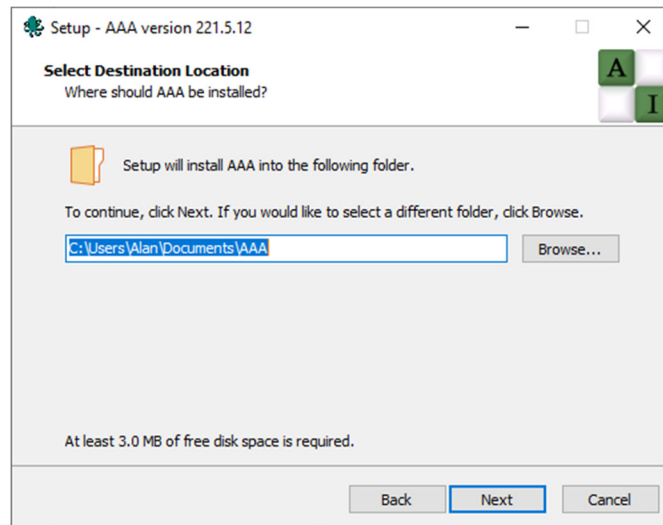 Setup - AAA version 221.5.12
Select Destination Location
Where should AAA be installed?
A
I
Setup will install AAA into the following folder.
To continue, click Next. If you would like to select a different folder, click Browse.
C:\Users\Alan\Documents\AAA
Browse...
At least 3.0 MB of free disk space is required.
Back
Next
Cancel